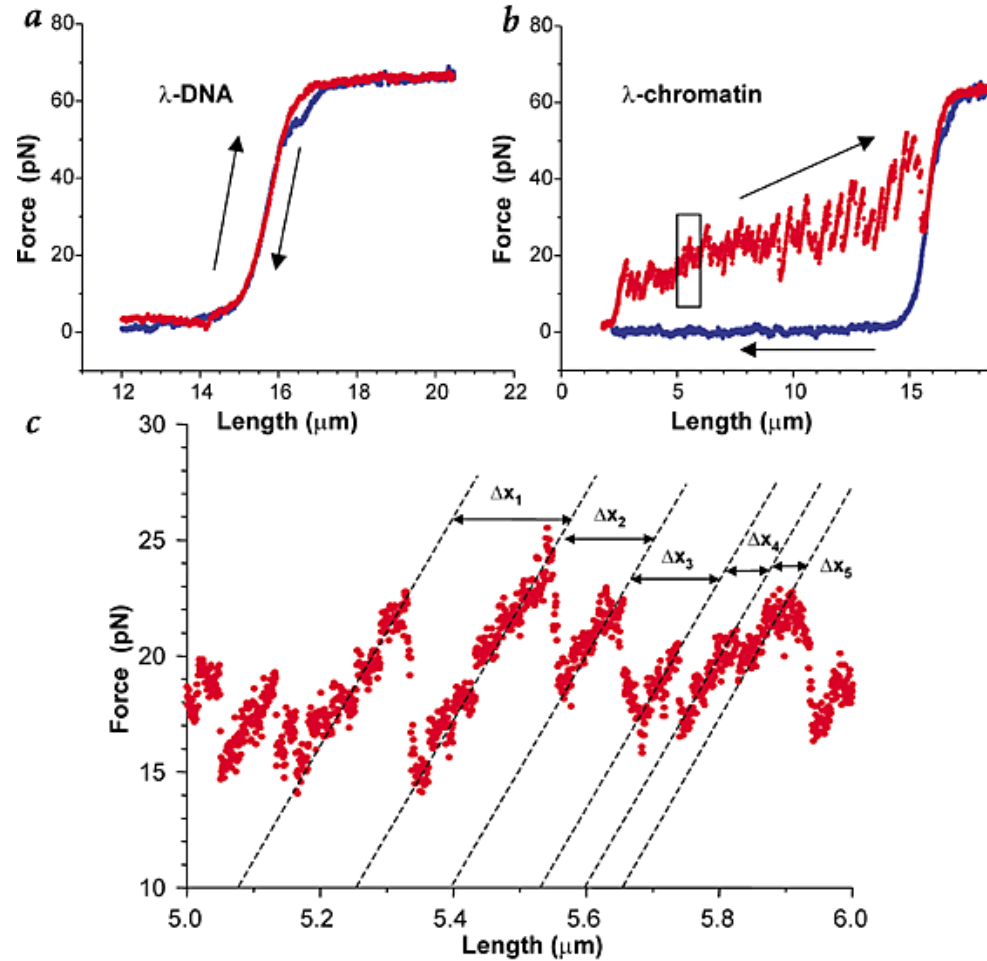 a
80
60
40
20
0
Force (pN)
λ-DNA
12 14 16 18 20 22
Length (μm)
b
80
60
40
20
0
Force (pN)
λ-chromatin
0 5 10 15
Length (μm)
c
30
25
20
15
10
Force (pN)
Δx₁
Δx₂
Δx₃
Δx₄
Δx₅
5.0 5.2 5.4 5.6 5.8 6.0
Length (μm)